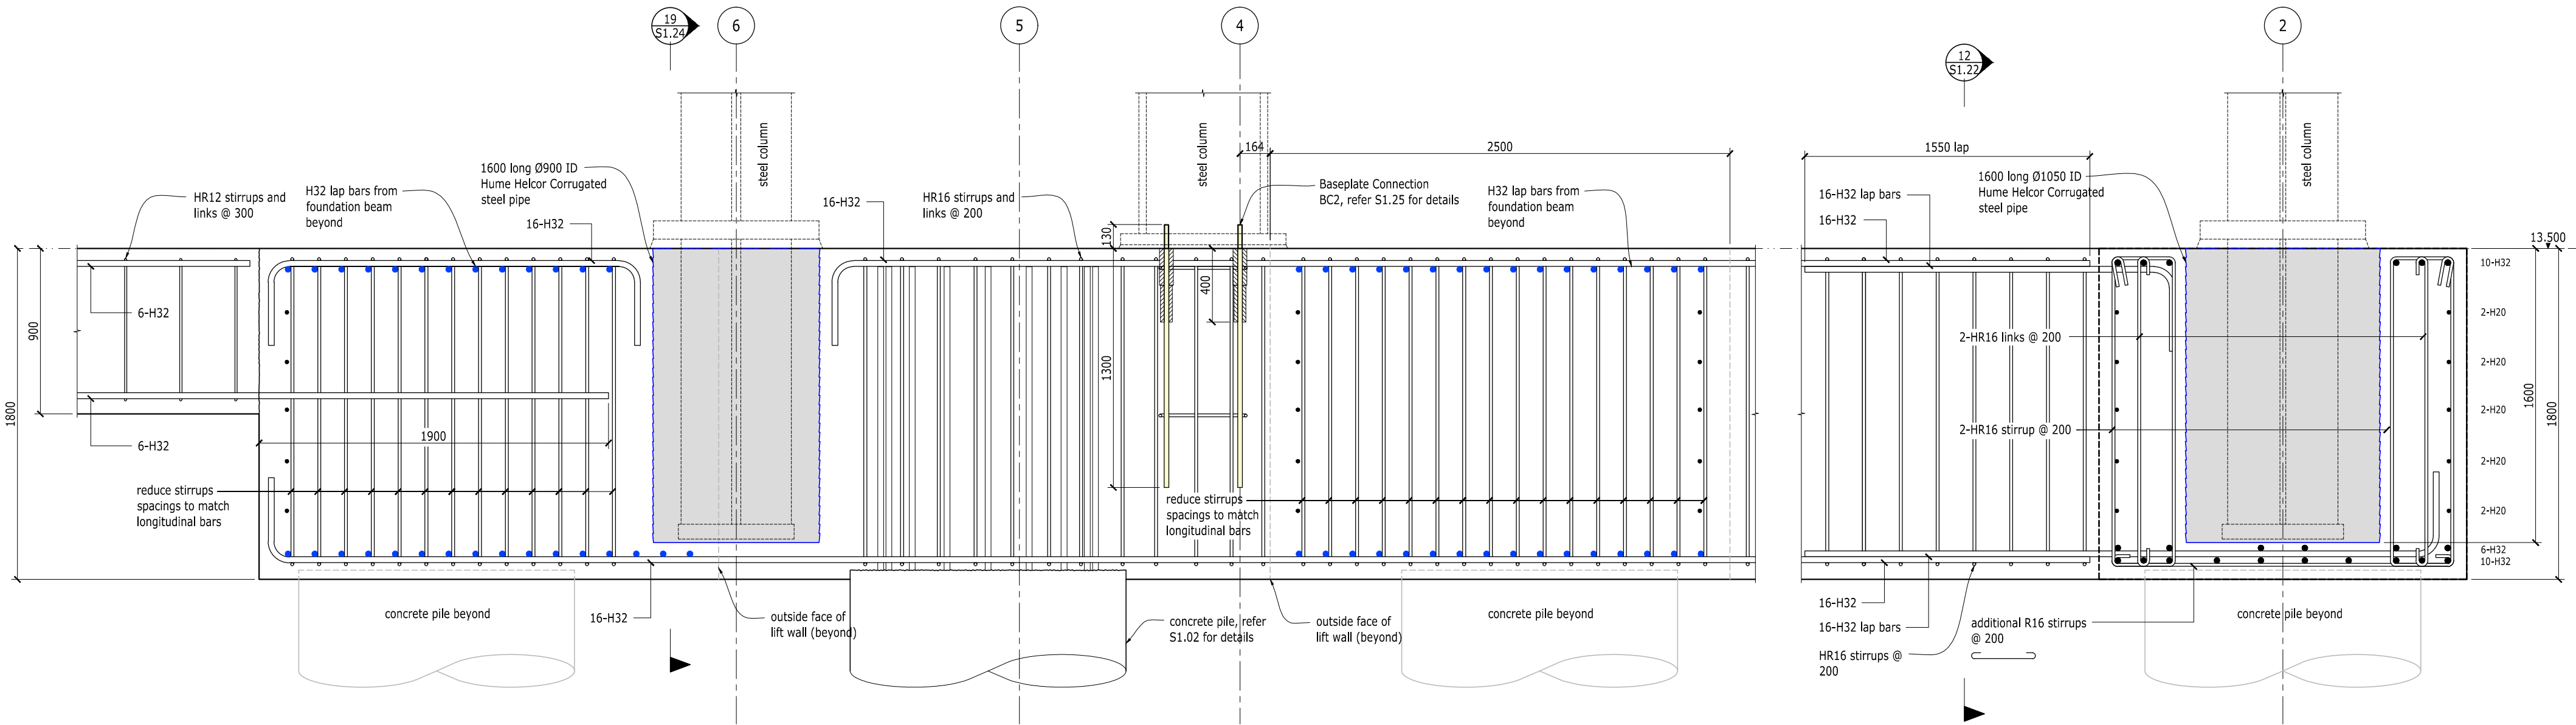 19
S1.24
6
5
4
12
S1.22
2
steel column
steel column
steel column
164
2500
1550 lap
HR12 stirrups and
links @ 300
H32 lap bars from
foundation beam
beyond
1600 long Ø900 ID
Hume Helcor Corrugated
steel pipe
16-H32
16-H32
HR16 stirrups and
links @ 200
Baseplate Connection
BC2, refer S1.25 for details
H32 lap bars from
foundation beam
beyond
16-H32 lap bars
16-H32
1600 long Ø1050 ID
Hume Helcor Corrugated
steel pipe
130
400
1300
13.500
10-H32
2-H20
2-H20
2-H20
2-H20
2-H20
6-H32
10-H32
1600
1800
900
1800
6-H32
6-H32
1900
reduce stirrups
spacings to match
longitudinal bars
reduce stirrups
spacings to match
longitudinal bars
2-HR16 links @ 200
2-HR16 stirrup @ 200
concrete pile beyond
16-H32
outside face of
lift wall (beyond)
concrete pile, refer
S1.02 for details
outside face of
lift wall (beyond)
concrete pile beyond
16-H32
16-H32 lap bars
HR16 stirrups @
200
additional R16 stirrups
@ 200
concrete pile beyond